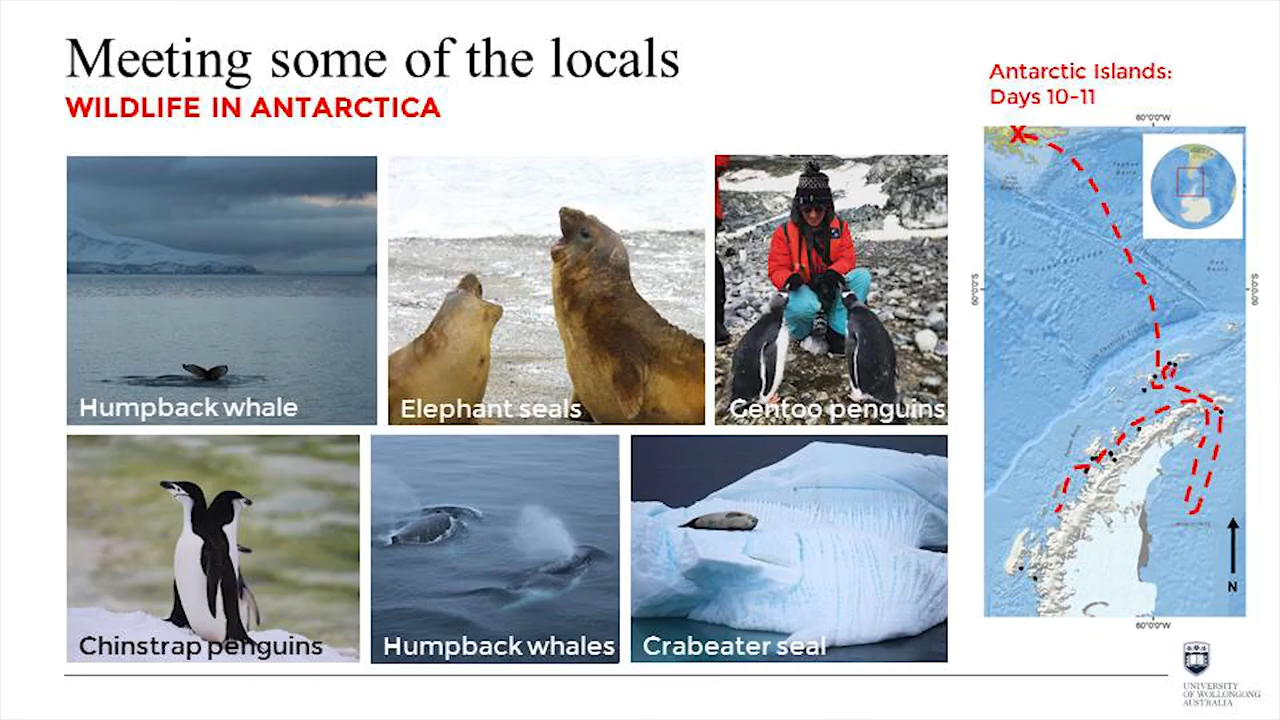 Meeting some of the locals
WILDLIFE IN ANTARCTICA
Antarctic Islands:
Days 10-11
60°0'0"W
X
60°0'0"S
60°0'0"S
Humpback whale
Elephant seals
Gentoo penguins
Chinstrap penguins
Humpback whales
Crabeater seal
N
60°0'0"W
UNIVERSITY
OF WOLLONGONG
AUSTRALIA